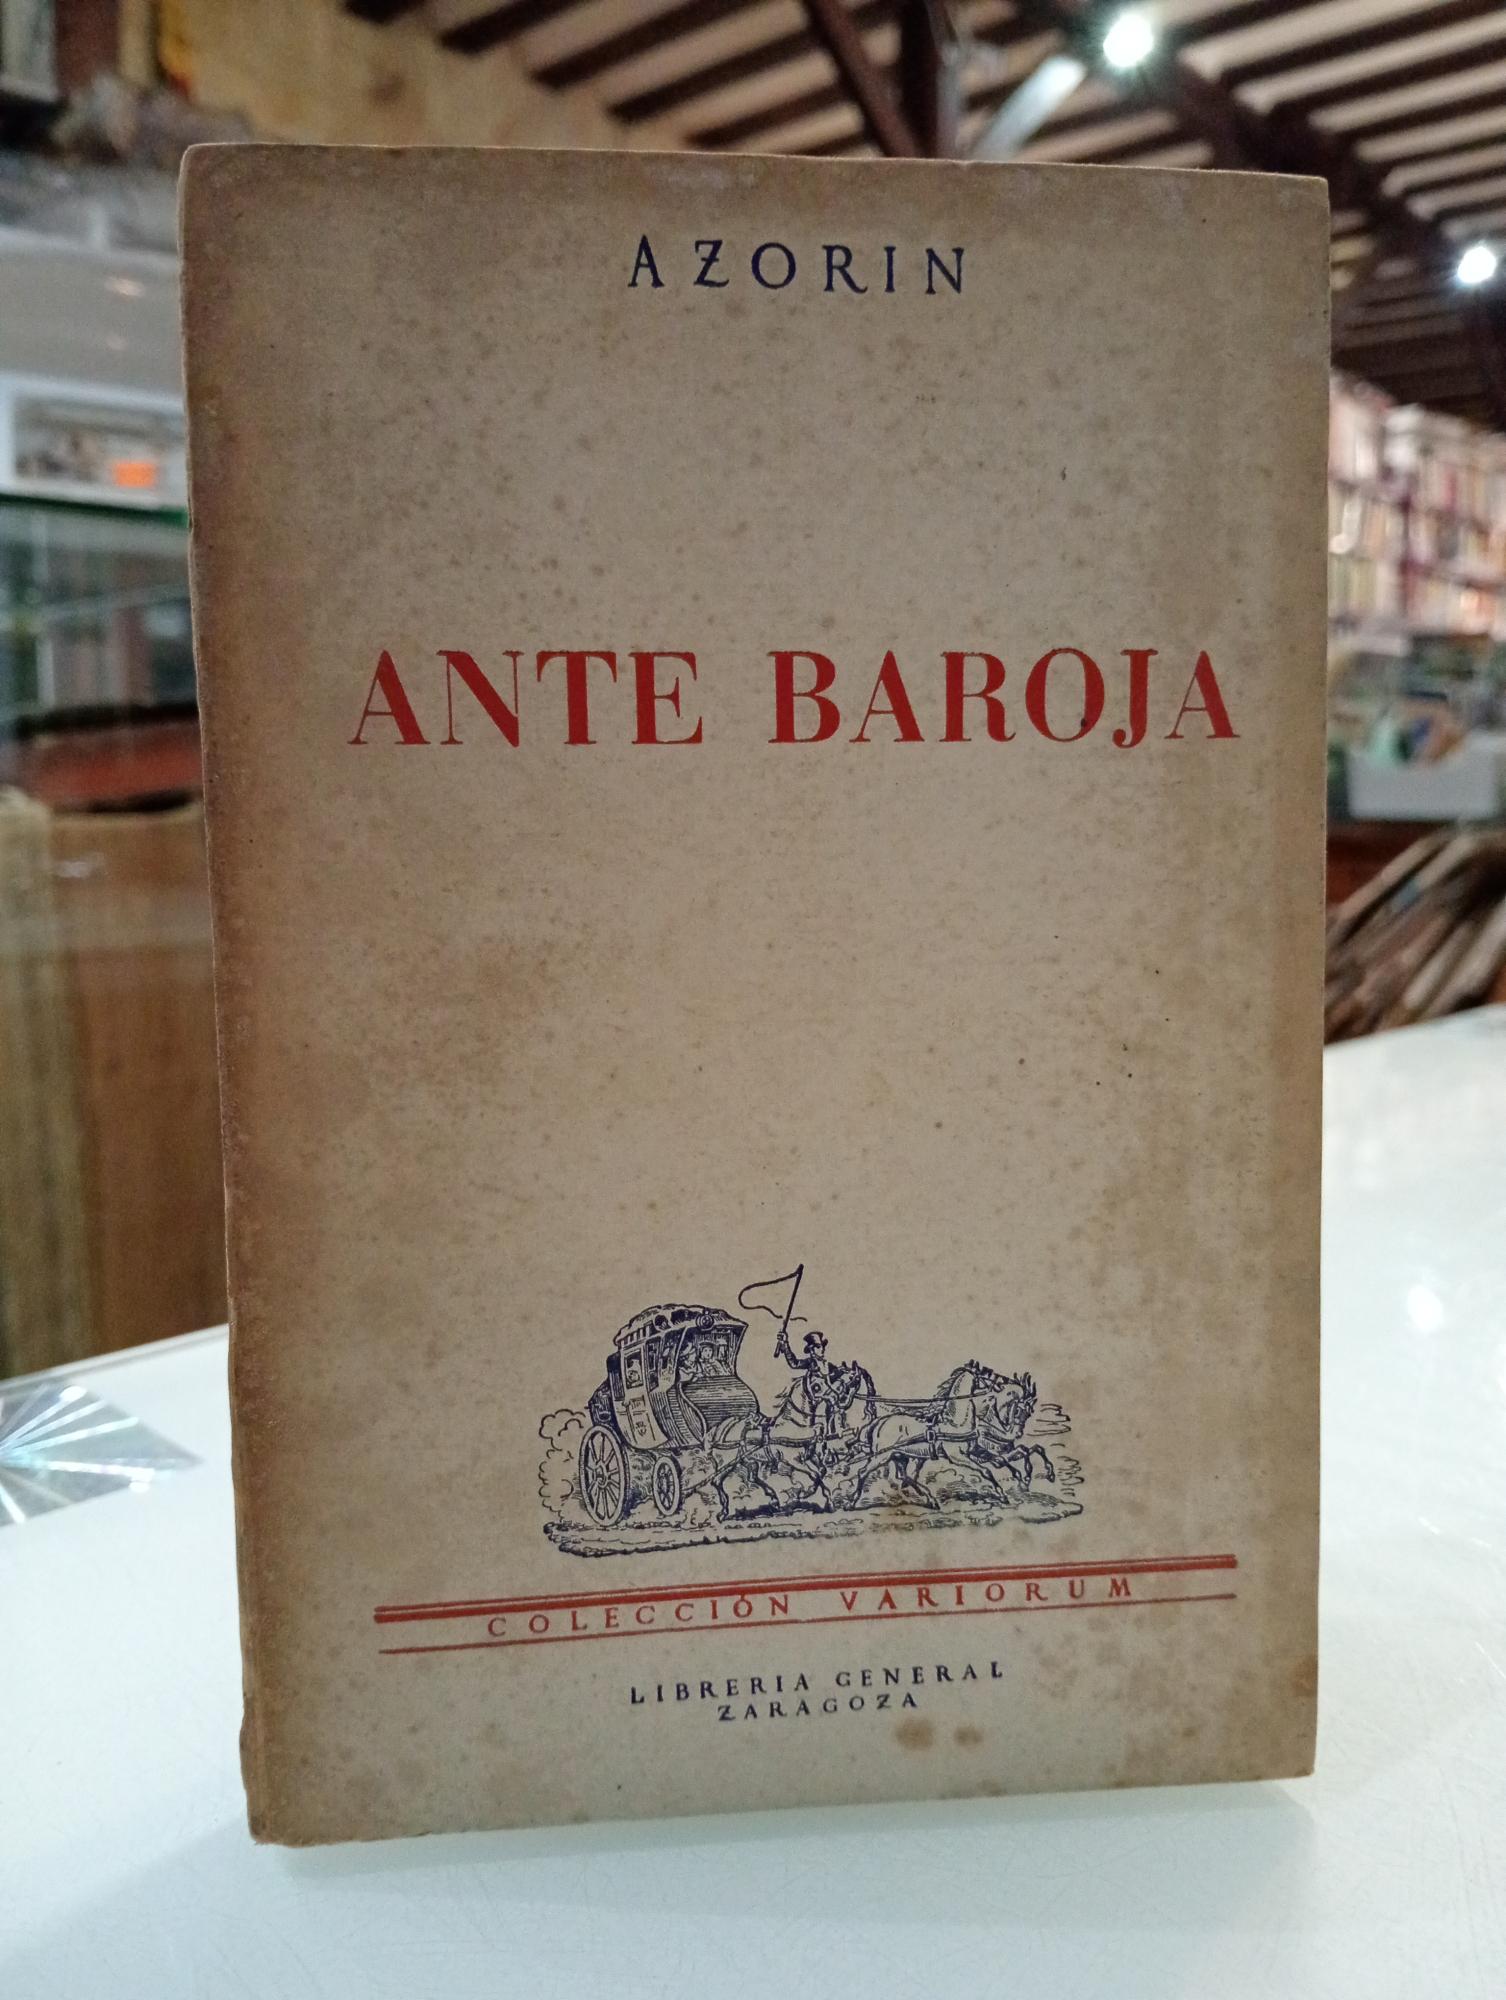 AZORIN
ANTE BAROJA
COLECCIÓN VARIORUM
LIBRERIA GENERAL
ZARAGOZA